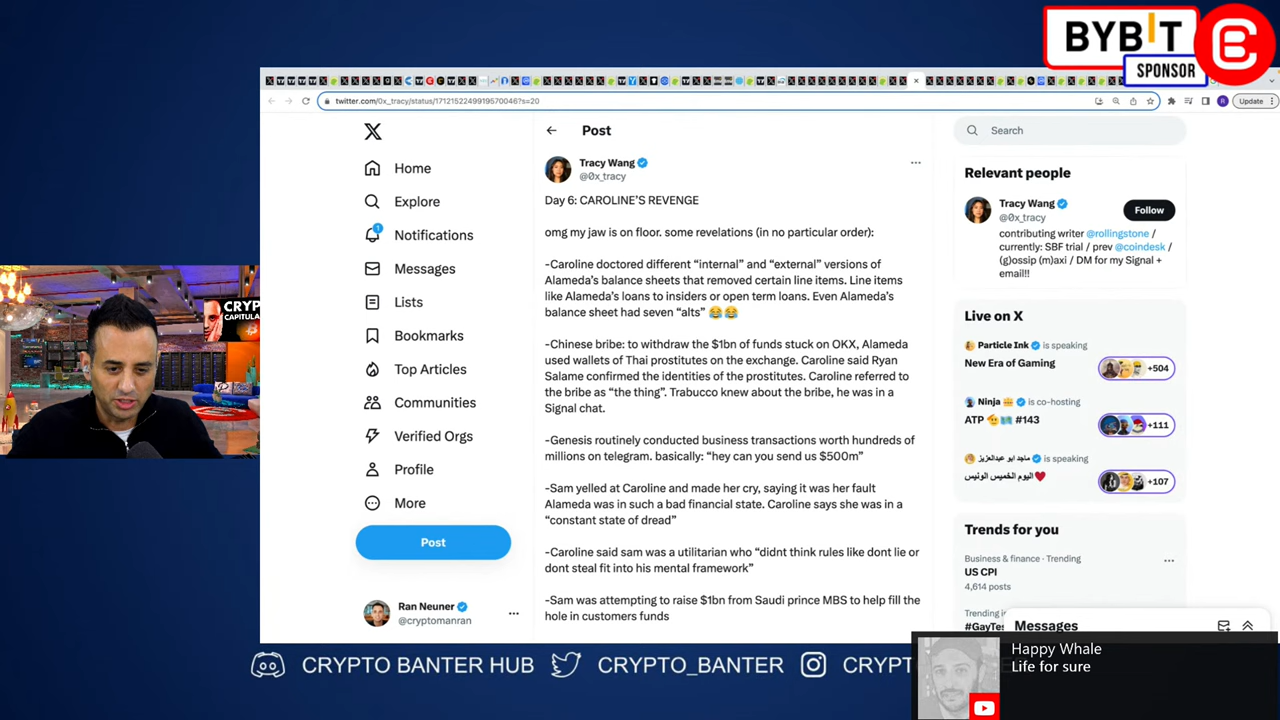 BYBIT
SPONSOR
twitter.com/0x_tracy/status/1712152249919570046?s=20
R
Update
Home
Explore
1
Notifications
Messages
Lists
Bookmarks
Top Articles
Communities
Verified Orgs
Profile
More
Post
Ran Neuner
@cryptomanran
Post
Tracy Wang
@0x_tracy
Day 6: CAROLINE'S REVENGE
omg my jaw is on floor. some revelations (in no particular order):
-Caroline doctored different “internal” and “external” versions of
Alameda's balance sheets that removed certain line items. Line items
like Alameda's loans to insiders or open term loans. Even Alameda's
balance sheet had seven “alts” 😂😂
-Chinese bribe: to withdraw the $1bn of funds stuck on OKX, Alameda
used wallets of Thai prostitutes on the exchange. Caroline said Ryan
Salame confirmed the identities of the prostitutes. Caroline referred to
the bribe as “the thing”. Trabucco knew about the bribe, he was in a
Signal chat.
-Genesis routinely conducted business transactions worth hundreds of
millions on telegram. basically: “hey can you send us $500m”
-Sam yelled at Caroline and made her cry, saying it was her fault
Alameda was in such a bad financial state. Caroline says she was in a
“constant state of dread”
-Caroline said sam was a utilitarian who “didnt think rules like dont lie or
dont steal fit into his mental framework”
-Sam was attempting to raise $1bn from Saudi prince MBS to help fill the
hole in customers funds
Search
Relevant people
Tracy Wang
@0x_tracy
Follow
contributing writer @rollingstone /
currently: SBF trial / prev @coindesk /
(g)ossip (m)axi / DM for my Signal +
email!!
Live on X
Particle Ink is speaking
New Era of Gaming
+504
Ninja is co-hosting
ATP #143
+111
ماجد ابو عبدالعزيز is speaking
اليوم الخميس الونيس♥
+107
Trends for you
Business & finance · Trending
US CPI
4,614 posts
Trending
#GayTes
Messages
CRYP
CAPITULA
CRYPTO BANTER HUB
CRYPTO_BANTER
CRYPT
Happy Whale
Life for sure